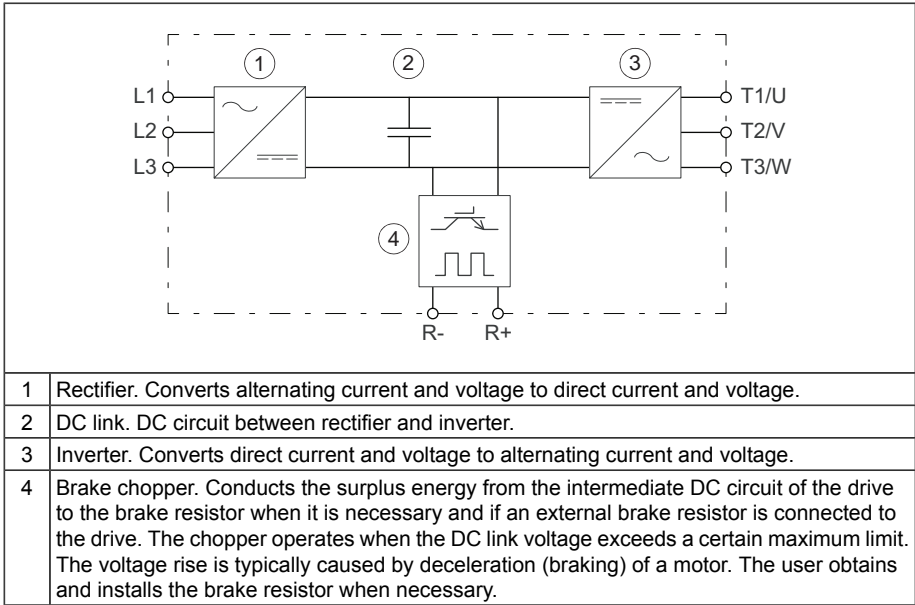 1
2
3
L1
T1/U
L2
T2/V
L3
T3/W
4
R-
R+
1 Rectifier. Converts alternating current and voltage to direct current and voltage.
2 DC link. DC circuit between rectifier and inverter.
3 Inverter. Converts direct current and voltage to alternating current and voltage.
4 Brake chopper. Conducts the surplus energy from the intermediate DC circuit of the drive
to the brake resistor when it is necessary and if an external brake resistor is connected to
the drive. The chopper operates when the DC link voltage exceeds a certain maximum limit.
The voltage rise is typically caused by deceleration (braking) of a motor. The user obtains
and installs the brake resistor when necessary.